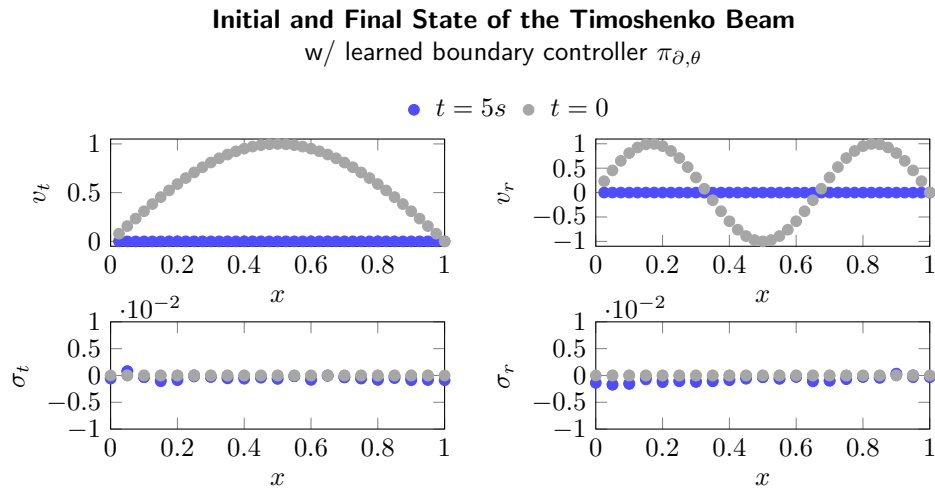 Initial and Final State of the Timoshenko Beam
w/ learned boundary controller π∂,θ
t = 5s t = 0
1
0.5
0
v_t
0 0.2 0.4 0.6 0.8 1
x
1
0.5
0
−0.5
−1
v_r
0 0.2 0.4 0.6 0.8 1
x
·10⁻²
1
0.5
0
−0.5
−1
σ_t
0 0.2 0.4 0.6 0.8 1
x
·10⁻²
1
0.5
0
−0.5
−1
σ_r
0 0.2 0.4 0.6 0.8 1
x